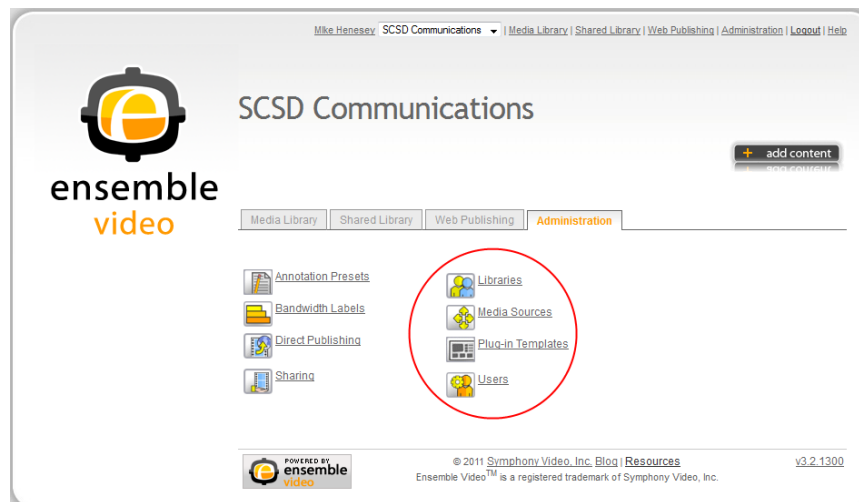 Mike Henesey SCSD Communications | Media Library | Shared Library | Web Publishing | Administration | Logout | Help
SCSD Communications
+ add content
ensemble
video
Media Library Shared Library Web Publishing Administration
Annotation Presets
Bandwidth Labels
Direct Publishing
Sharing
Libraries
Media Sources
Plug-in Templates
Users
POWERED BY
ensemble
video
© 2011 Symphony Video, Inc. Blog | Resources
Ensemble Video™ is a registered trademark of Symphony Video, Inc.
v3.2.1300